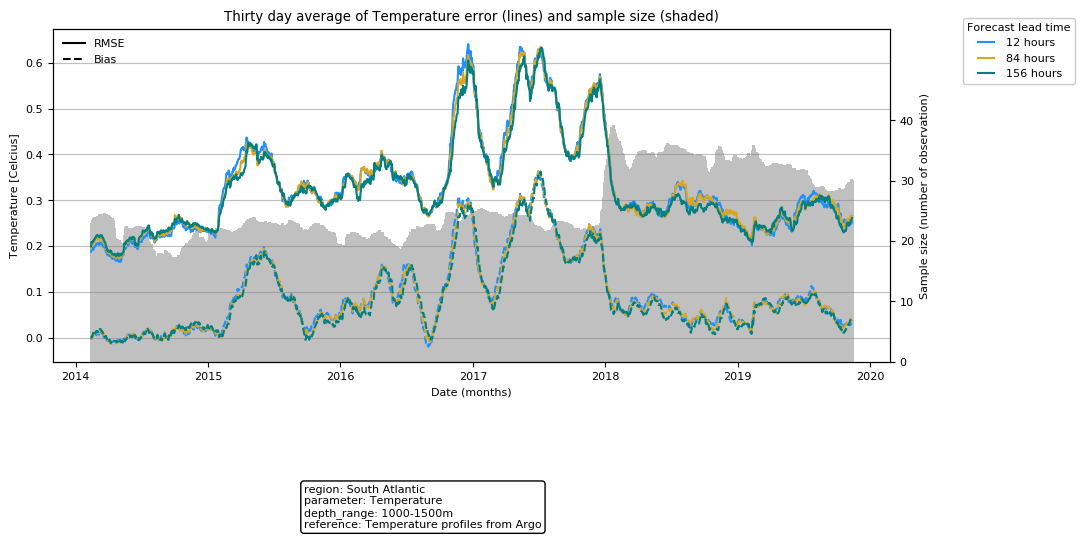 Thirty day average of Temperature error (lines) and sample size (shaded)
RMSE
Bias
Forecast lead time
12 hours
84 hours
156 hours
Temperature [Celcius]
0.6
0.5
0.4
0.3
0.2
0.1
0.0
40
30
20
10
0
Sample size (number of observation)
2014 2015 2016 2017 2018 2019 2020
Date (months)
region: South Atlantic
parameter: Temperature
depth_range: 1000-1500m
reference: Temperature profiles from Argo